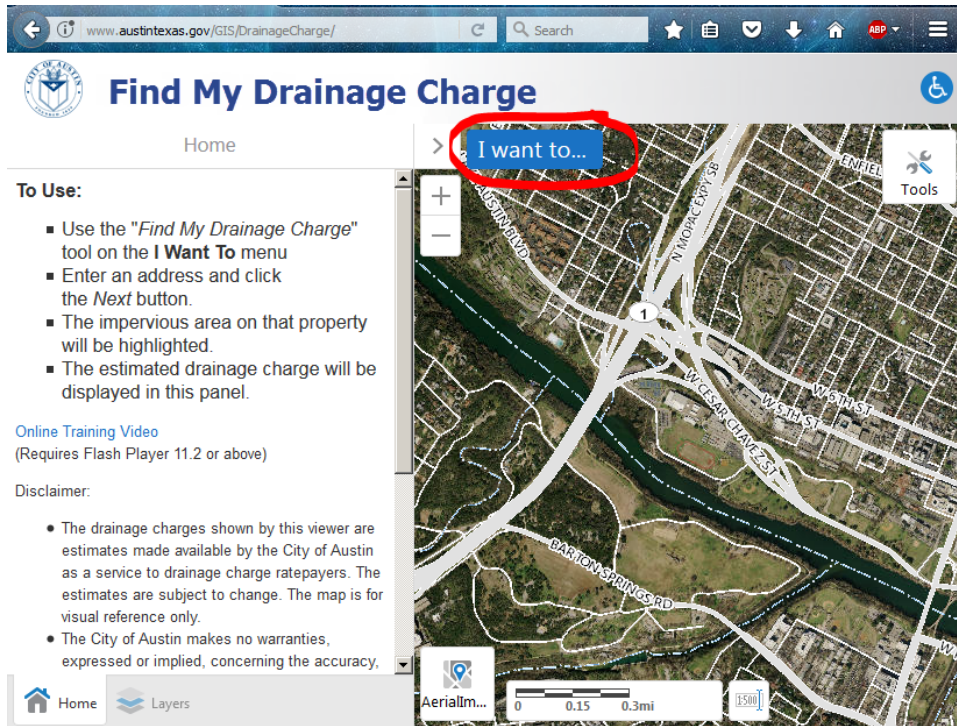 www.austintexas.gov/GIS/DrainageCharge/
Search
ABP
Find My Drainage Charge
Home
I want to...
Tools
To Use:
Use the "Find My Drainage Charge"
tool on the I Want To menu
Enter an address and click
the Next button.
The impervious area on that property
will be highlighted.
The estimated drainage charge will be
displayed in this panel.
Online Training Video
(Requires Flash Player 11.2 or above)
Disclaimer:
The drainage charges shown by this viewer are
estimates made available by the City of Austin
as a service to drainage charge ratepayers. The
estimates are subject to change. The map is for
visual reference only.
The City of Austin makes no warranties,
expressed or implied, concerning the accuracy,
Home
Layers
ENFIEL
AUSTIN BLVD
N MOPAC EXPY SB
1
W 6TH ST
W 5TH ST
W CESAR CHAVEZ ST
BARTON SPRINGS RD
AerialIm...
0 0.15 0.3mi
1:500